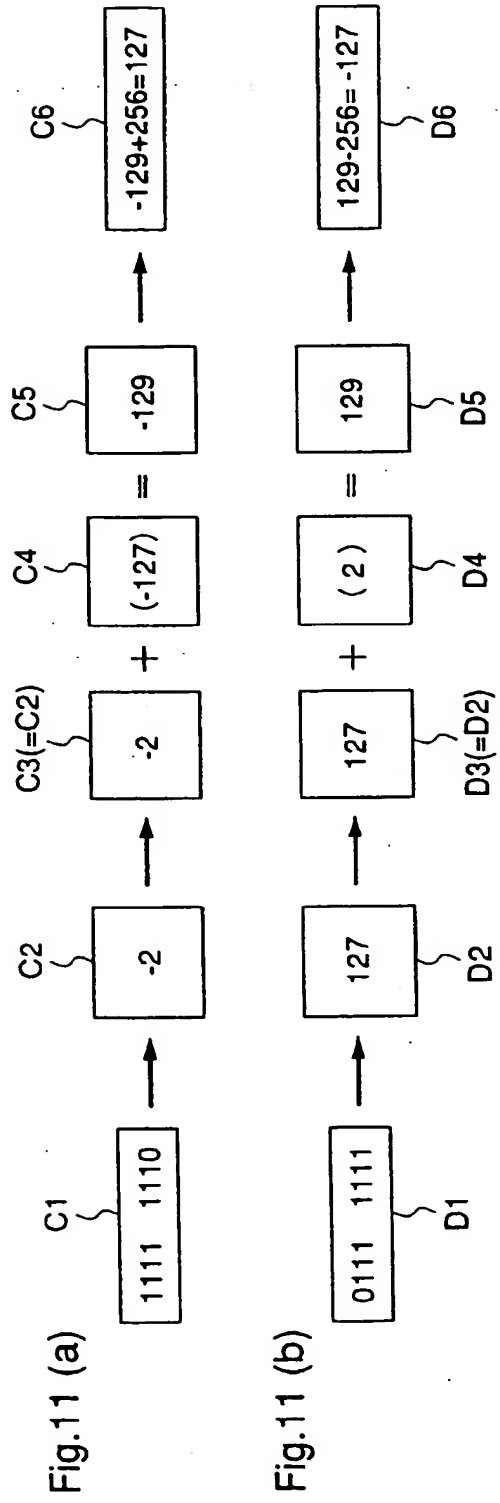 Fig.11 (a)
C1 C2 C3(=C2) C4 C5 C6
1111 1110 → -2 → -2 + (-127) = -129 → -129+256=127
Fig.11 (b)
0111 1111 → 127 → 127 + ( 2 ) = 129 → 129-256= -127
D1 D2 D3(=D2) D4 D5 D6